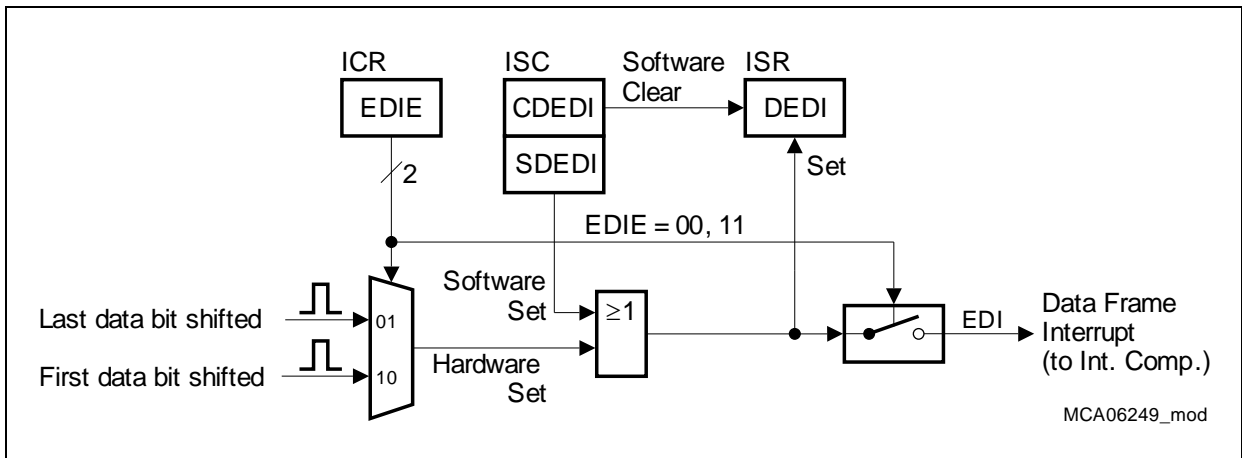 ICR
ISC
Software
Clear
ISR
EDIE
CDEDI
DEDI
SDEDI
2
Set
EDIE = 00, 11
Software
Set
≥1
Last data bit shifted
01
First data bit shifted
10
Hardware
Set
EDI
Data Frame
Interrupt
(to Int. Comp.)
MCA06249_mod